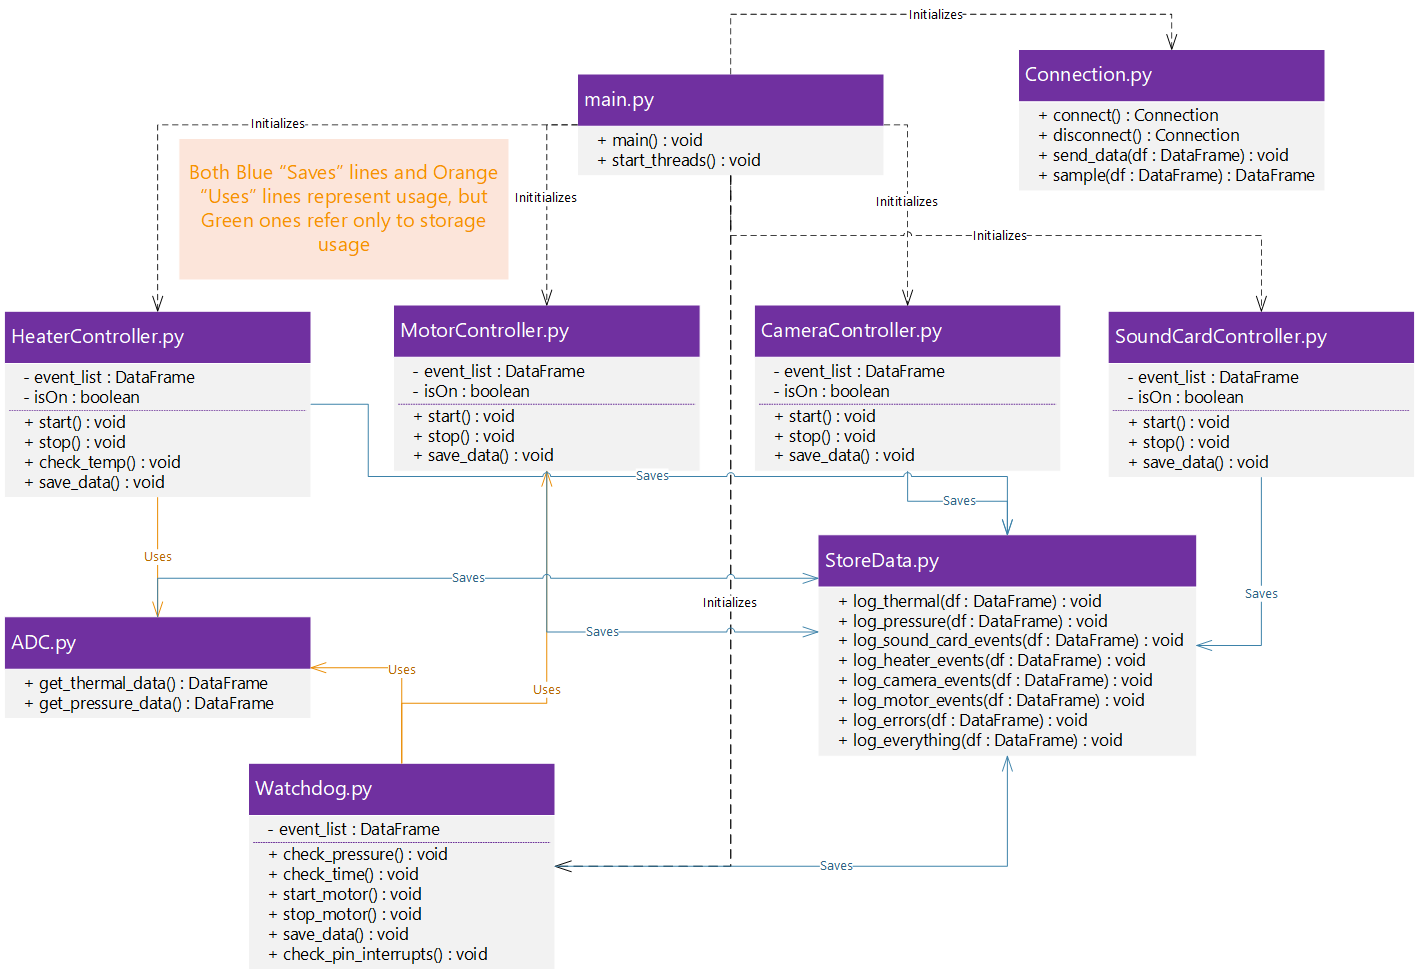 Initializes
Connection.py
+ connect() : Connection
+ disconnect() : Connection
+ send_data(df : DataFrame) : void
+ sample(df : DataFrame) : DataFrame
main.py
+ main() : void
+ start_threads() : void
Initializes
Both Blue “Saves” lines and Orange
“Uses” lines represent usage, but
Green ones refer only to storage
usage
Inititializes
Inititializes
Initializes
HeaterController.py
- event_list : DataFrame
- isOn : boolean
+ start() : void
+ stop() : void
+ check_temp() : void
+ save_data() : void
MotorController.py
- event_list : DataFrame
- isOn : boolean
+ start() : void
+ stop() : void
+ save_data() : void
CameraController.py
- event_list : DataFrame
- isOn : boolean
+ start() : void
+ stop() : void
+ save_data() : void
SoundCardController.py
- event_list : DataFrame
- isOn : boolean
+ start() : void
+ stop() : void
+ save_data() : void
Saves
Saves
Uses
Saves
Saves
Initializes
Saves
StoreData.py
+ log_thermal(df : DataFrame) : void
+ log_pressure(df : DataFrame) : void
+ log_sound_card_events(df : DataFrame) : void
+ log_heater_events(df : DataFrame) : void
+ log_camera_events(df : DataFrame) : void
+ log_motor_events(df : DataFrame) : void
+ log_errors(df : DataFrame) : void
+ log_everything(df : DataFrame) : void
ADC.py
+ get_thermal_data() : DataFrame
+ get_pressure_data() : DataFrame
Uses
Uses
Watchdog.py
- event_list : DataFrame
+ check_pressure() : void
+ check_time() : void
+ start_motor() : void
+ stop_motor() : void
+ save_data() : void
+ check_pin_interrupts() : void
Saves